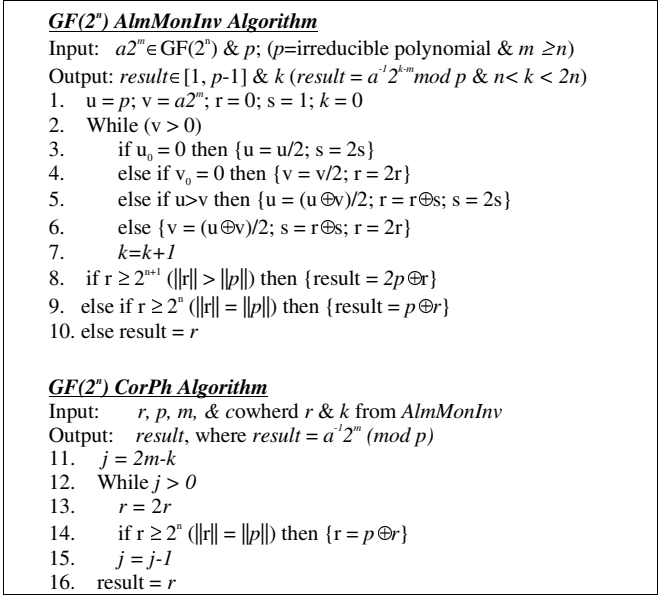 GF(2ⁿ) AlmMonInv Algorithm
Input: a2ᵐ∈GF(2ⁿ) & p; (p=irreducible polynomial & m ≥n)
Output: result∈[1, p-1] & k (result = a⁻¹2ᵏ⁻ᵐmod p & n< k < 2n)
1. u = p; v = a2ᵐ; r = 0; s = 1; k = 0
2. While (v > 0)
3. if u₀ = 0 then {u = u/2; s = 2s}
4. else if v₀ = 0 then {v = v/2; r = 2r}
5. else if u>v then {u = (u⊕v)/2; r = r⊕s; s = 2s}
6. else {v = (u⊕v)/2; s = r⊕s; r = 2r}
7. k=k+1
8. if r ≥ 2ⁿ⁺¹ (||r|| > ||p||) then {result = 2p⊕r}
9. else if r ≥ 2ⁿ (||r|| = ||p||) then {result = p⊕r}
10. else result = r
GF(2ⁿ) CorPh Algorithm
Input: r, p, m, & cowherd r & k from AlmMonInv
Output: result, where result = a⁻¹2ᵐ (mod p)
11. j = 2m-k
12. While j > 0
13. r = 2r
14. if r ≥ 2ⁿ (||r|| = ||p||) then {r = p⊕r}
15. j = j-1
16. result = r